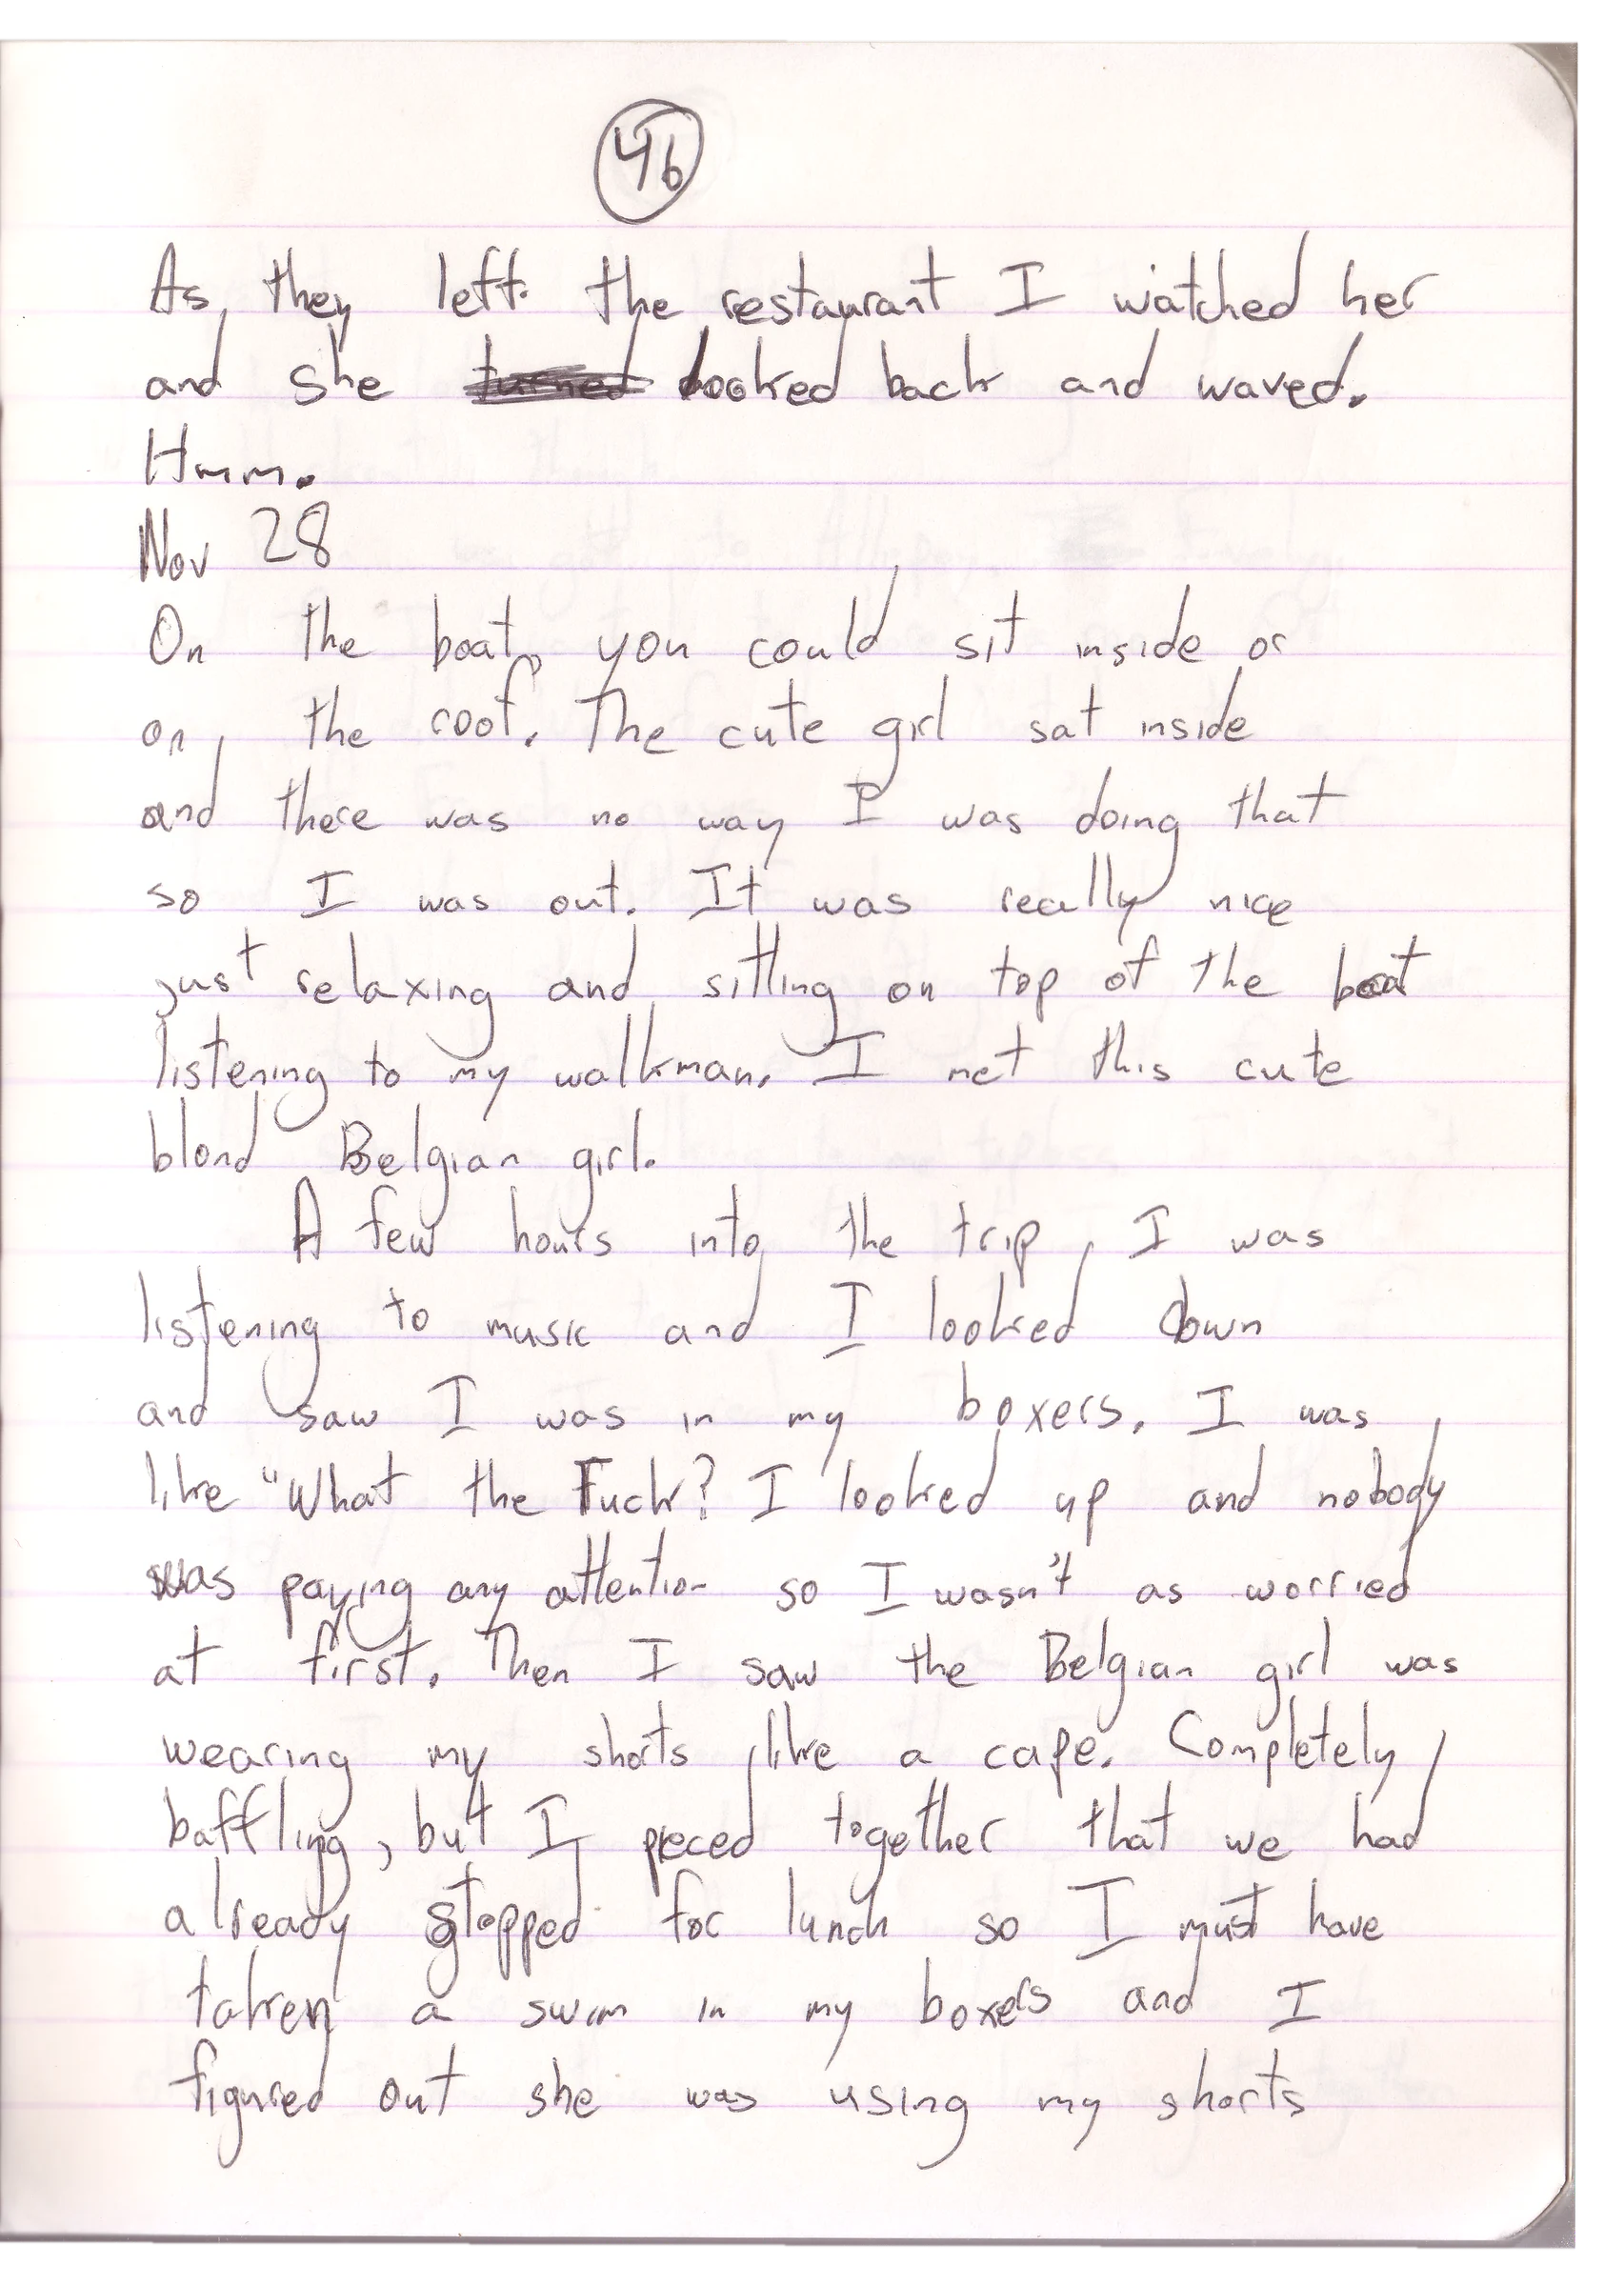 46
As they left the restaurant I watched her
and she turned looked back and waved.
Hmm.
Nov 28
On the boat, you could sit inside or
on the roof. The cute girl sat inside
and there was no way I was doing that
so I was out. It was really nice
just relaxing and sitting on top of the boat
listening to my walkman. I met this cute
blond Belgian girl.
A few hours into the trip, I was
listening to music and I looked down
and saw I was in my boxers. I was
like "What the Fuck? I looked up and nobody
was paying any attention so I wasn't as worried
at first. Then I saw the Belgian girl was
wearing my shorts like a cape. Completely
baffling, but I pieced together that we had
already stopped for lunch so I must have
taken a swim in my boxers and I
figured out she was using my shorts